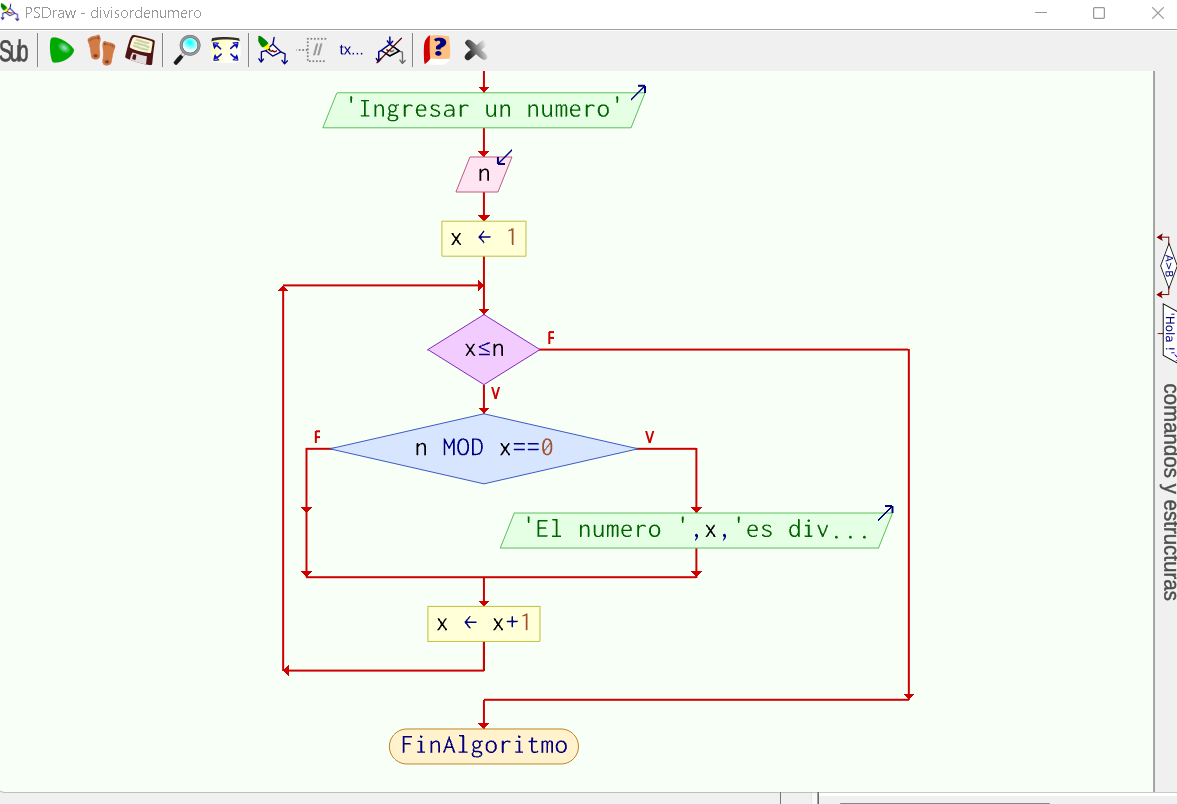 PSDraw - divisordenumero
Sub
tx...
?
'Ingresar un numero'
n
x ← 1
x≤n
F
V
n MOD x==0
F
V
'El numero ',x,'es div...
x ← x+1
FinAlgoritmo
A>B
'Hola !'
comandos y estructuras